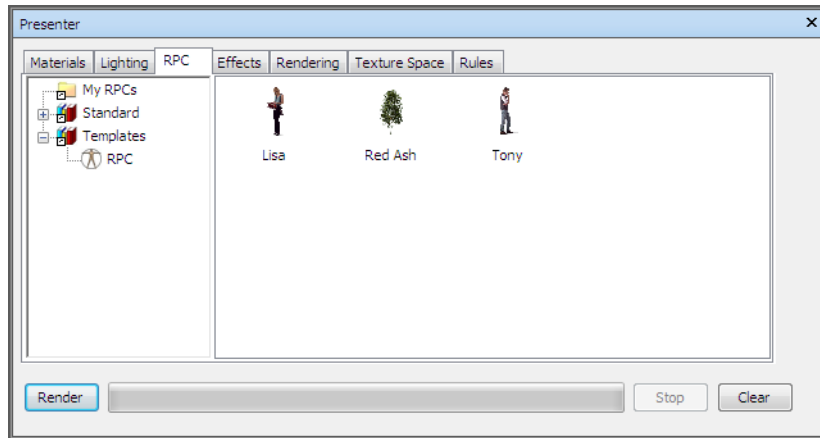 Presenter
Materials Lighting RPC Effects Rendering Texture Space Rules
My RPCs
Standard
Templates
RPC
Lisa Red Ash Tony
Render Stop Clear